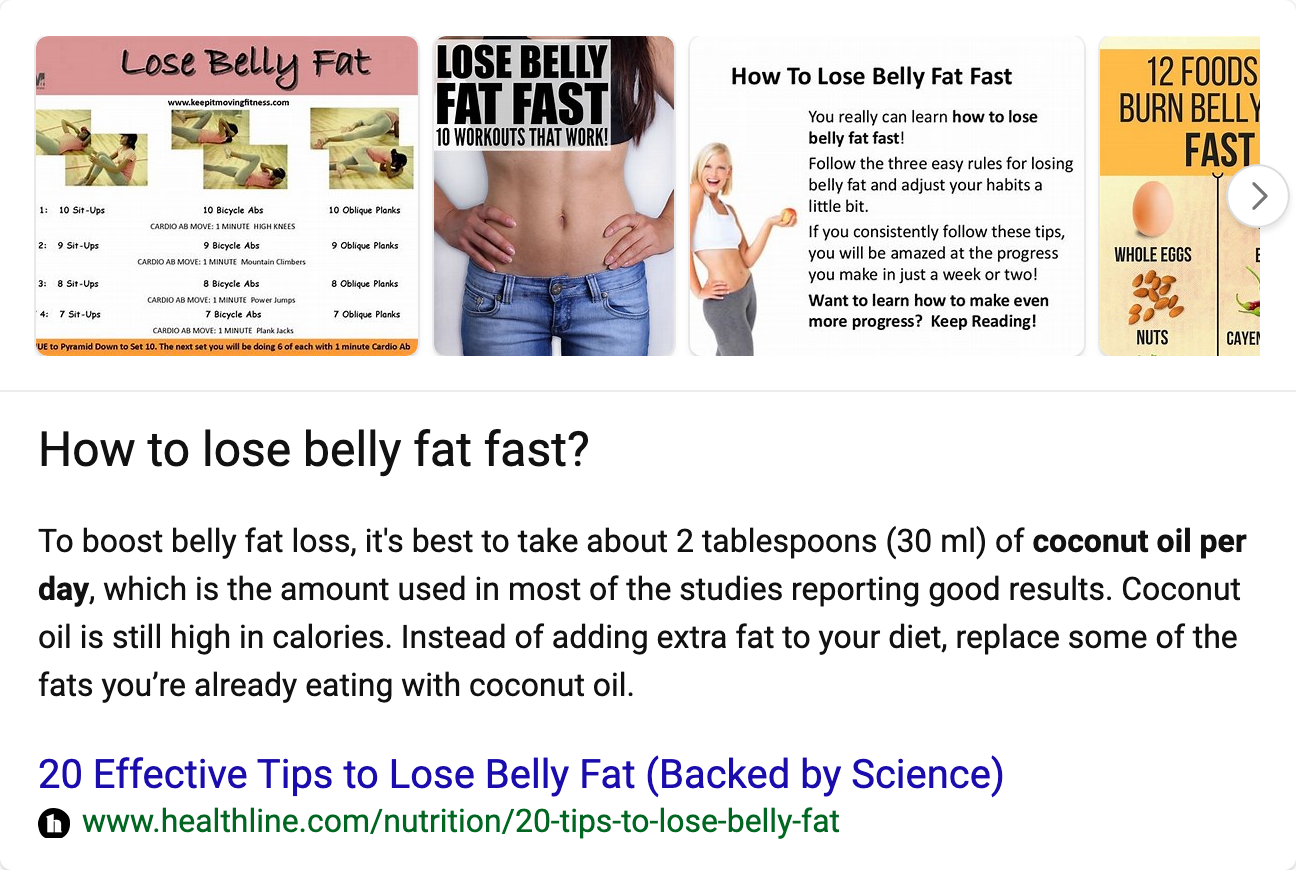 Lose Belly Fat
www.keepitmovingfitness.com
1: 10 Sit-Ups 10 Bicycle Abs 10 Oblique Planks
CARDIO AB MOVE: 1 MINUTE HIGH KNEES
2: 9 Sit-Ups 9 Bicycle Abs 9 Oblique Planks
CARDIO AB MOVE: 1 MINUTE Mountain Climbers
3: 8 Sit-Ups 8 Bicycle Abs 8 Oblique Planks
CARDIO AB MOVE: 1 MINUTE Power Jumps
4: 7 Sit-Ups 7 Bicycle Abs 7 Oblique Planks
CARDIO AB MOVE: 1 MINUTE Plank Jacks
UE to Pyramid Down to Set 10. The next set you will be doing 6 of each with 1 minute Cardio Ab
LOSE BELLY
FAT FAST
10 WORKOUTS THAT WORK!
How To Lose Belly Fat Fast
You really can learn how to lose
belly fat fast!
Follow the three easy rules for losing
belly fat and adjust your habits a
little bit.
If you consistently follow these tips,
you will be amazed at the progress
you make in just a week or two!
Want to learn how to make even
more progress? Keep Reading!
12 FOODS
BURN BELLY
FAST
WHOLE EGGS
NUTS
CAYEN
How to lose belly fat fast?
To boost belly fat loss, it's best to take about 2 tablespoons (30 ml) of coconut oil per
day, which is the amount used in most of the studies reporting good results. Coconut
oil is still high in calories. Instead of adding extra fat to your diet, replace some of the
fats you’re already eating with coconut oil.
20 Effective Tips to Lose Belly Fat (Backed by Science)
www.healthline.com/nutrition/20-tips-to-lose-belly-fat